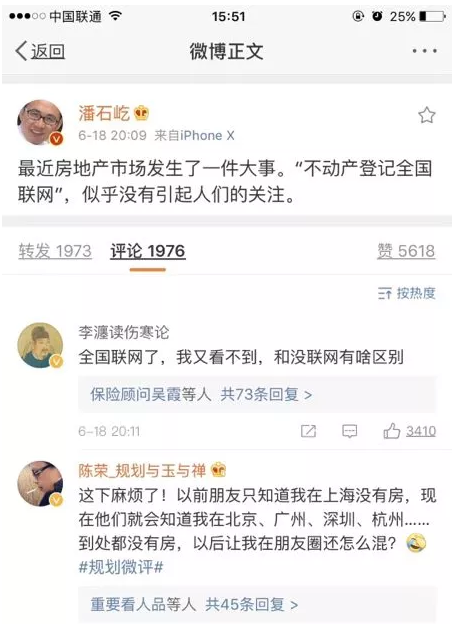 中国联通 15:51 25%
返回 微博正文
潘石屹
6-18 20:09 来自iPhone X
最近房地产市场发生了一件大事。“不动产登记全国
联网”，似乎没有引起人们的关注。
转发 1973 评论 1976 赞 5618
按热度
李瀍读伤寒论
全国联网了，我又看不到，和没联网有啥区别
保险顾问吴霞等人 共73条回复 >
6-18 20:11 3410
陈荣_规划与玉与禅
这下麻烦了！以前朋友只知道我在上海没有房，现
在他们就会知道我在北京、广州、深圳、杭州……
到处都没有房，以后让我在朋友圈还怎么混？
#规划微评#
重要看人品等人 共45条回复 >